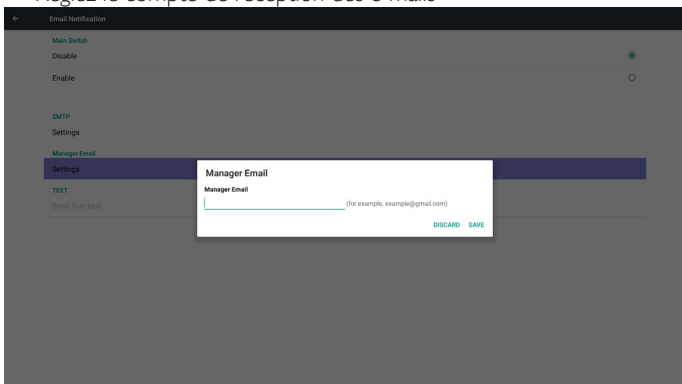 Réglez le compte de réception des e-mails
← Email Notification
Main Switch
Disable
Enable
SMTP
Settings
Manager Email
Settings
Manager Email
Manager Email
(for example, example@gmail.com)
DISCARD SAVE
TEST
Send Test Mail